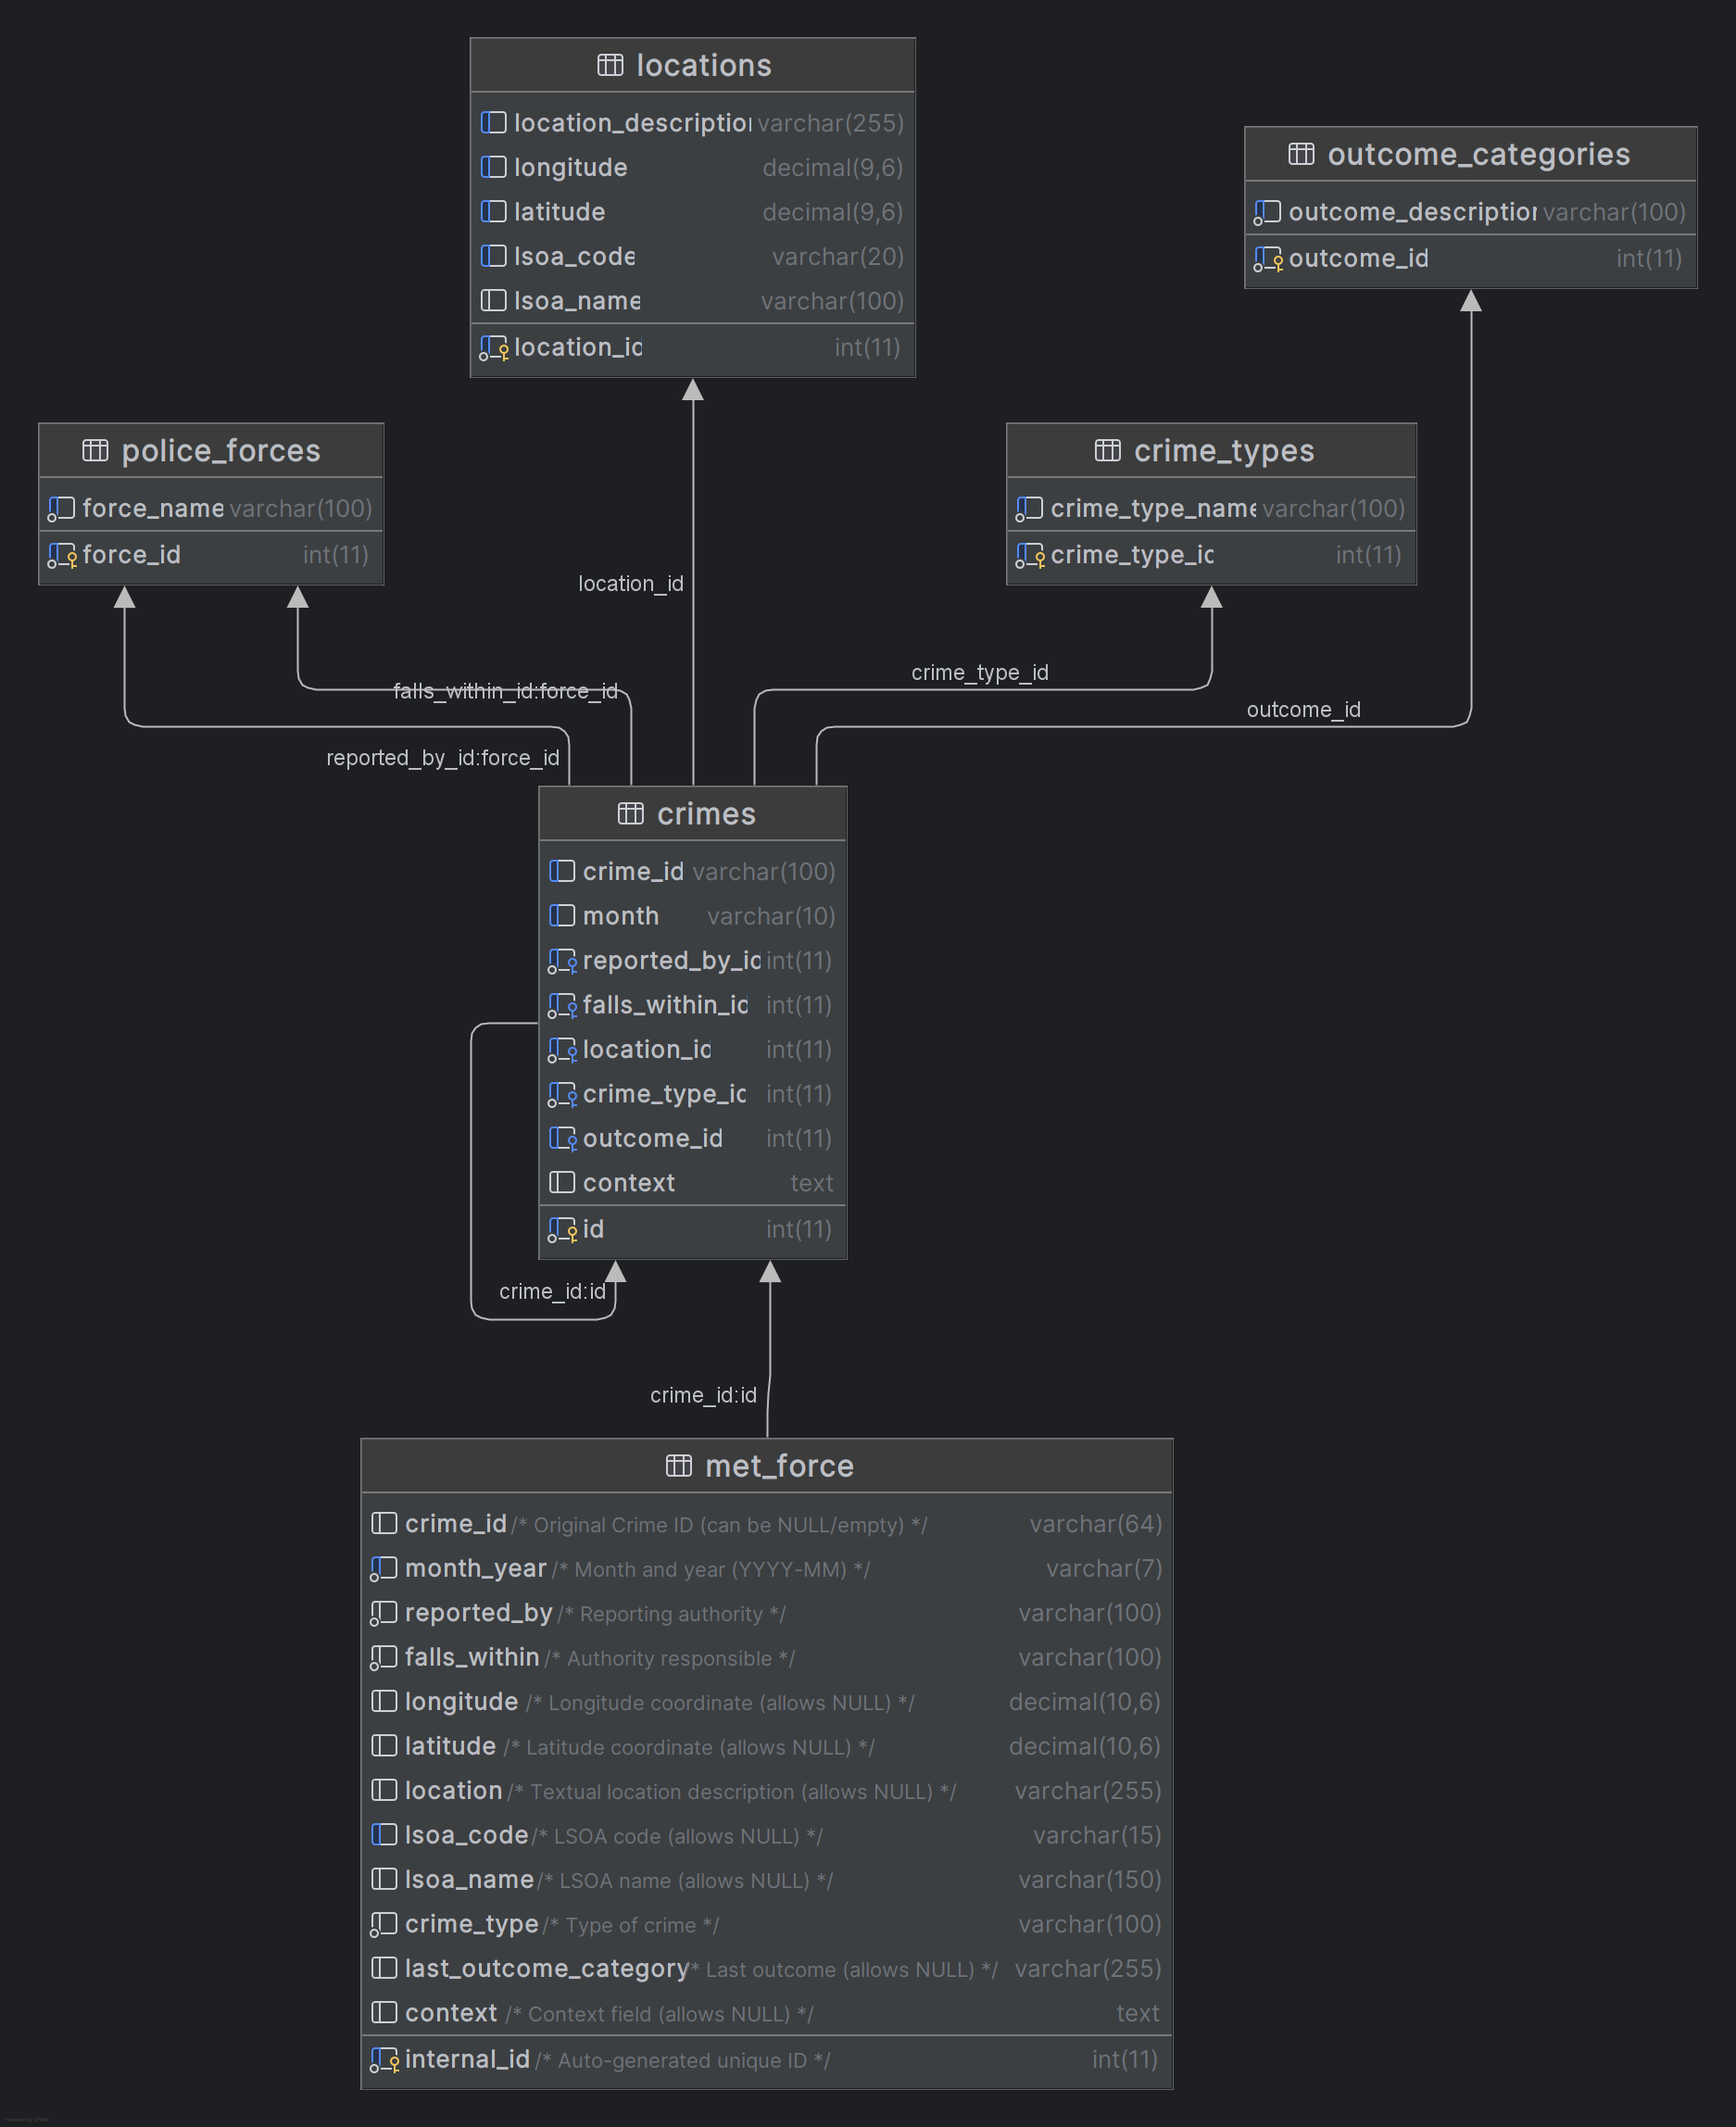 locations
location_description varchar(255)
longitude decimal(9,6)
latitude decimal(9,6)
lsoa_code varchar(20)
lsoa_name varchar(100)
location_id int(11)
outcome_categories
outcome_description varchar(100)
outcome_id int(11)
police_forces
force_name varchar(100)
force_id int(11)
crime_types
crime_type_name varchar(100)
crime_type_id int(11)
location_id
crime_type_id
falls_within_id:force_id
outcome_id
reported_by_id:force_id
crimes
crime_id varchar(100)
month varchar(10)
reported_by_id int(11)
falls_within_id int(11)
location_id int(11)
crime_type_id int(11)
outcome_id int(11)
context text
id int(11)
crime_id:id
crime_id:id
met_force
crime_id /* Original Crime ID (can be NULL/empty) */ varchar(64)
month_year /* Month and year (YYYY-MM) */ varchar(7)
reported_by /* Reporting authority */ varchar(100)
falls_within /* Authority responsible */ varchar(100)
longitude /* Longitude coordinate (allows NULL) */ decimal(10,6)
latitude /* Latitude coordinate (allows NULL) */ decimal(10,6)
location /* Textual location description (allows NULL) */ varchar(255)
lsoa_code /* LSOA code (allows NULL) */ varchar(15)
lsoa_name /* LSOA name (allows NULL) */ varchar(150)
crime_type /* Type of crime */ varchar(100)
last_outcome_category * Last outcome (allows NULL) */ varchar(255)
context /* Context field (allows NULL) */ text
internal_id /* Auto-generated unique ID */ int(11)